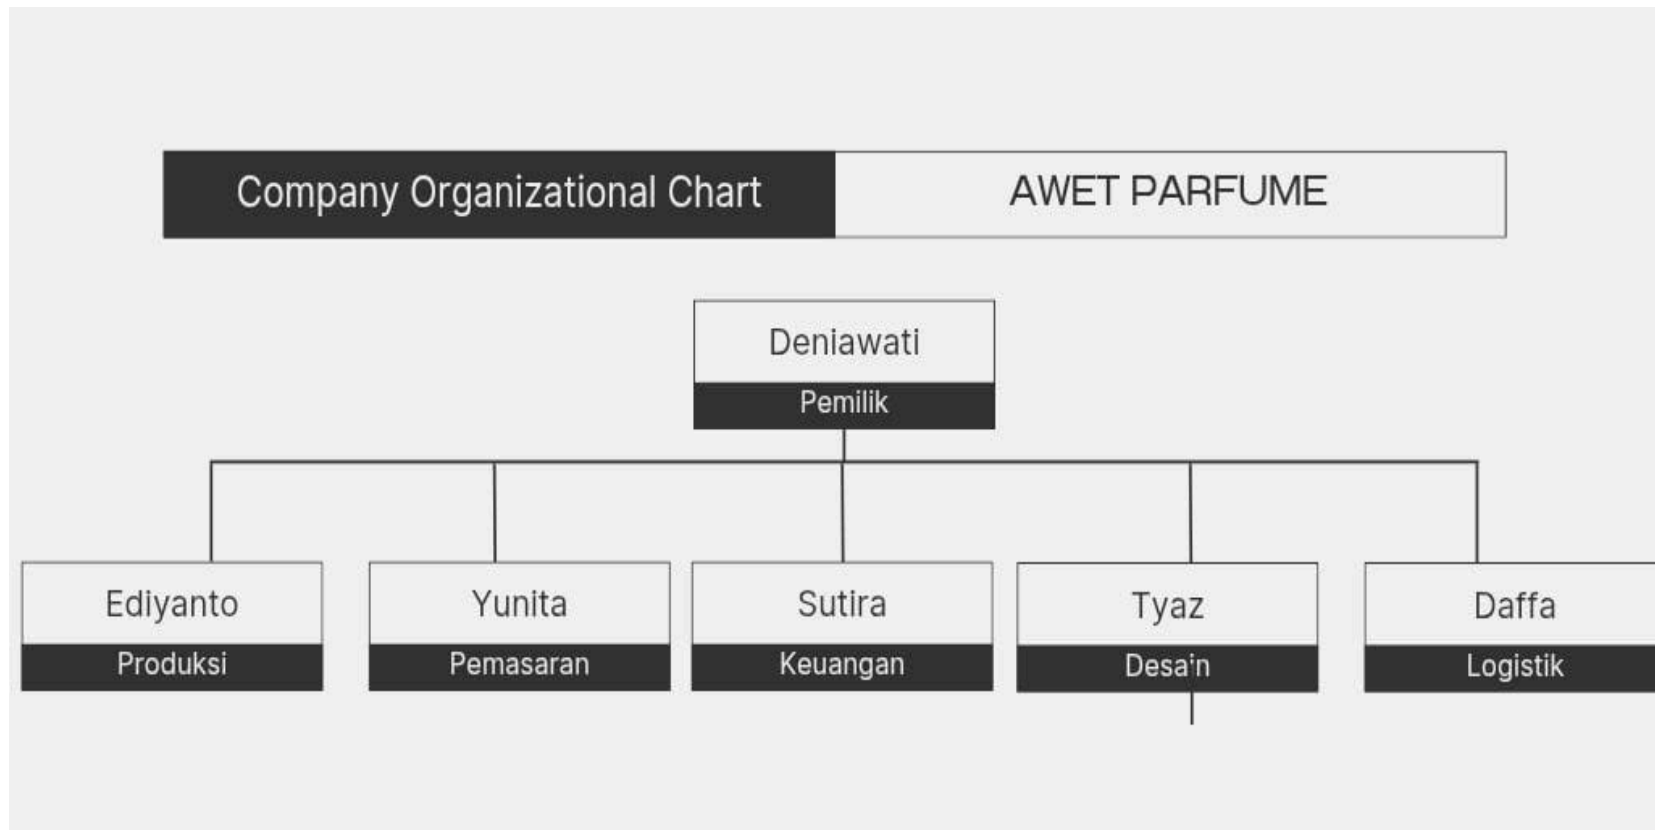 Company Organizational Chart
AWET PARFUME
Deniawati
Pemilik
Ediyanto
Produksi
Yunita
Pemasaran
Sutira
Keuangan
Tyaz
Desain
Daffa
Logistik